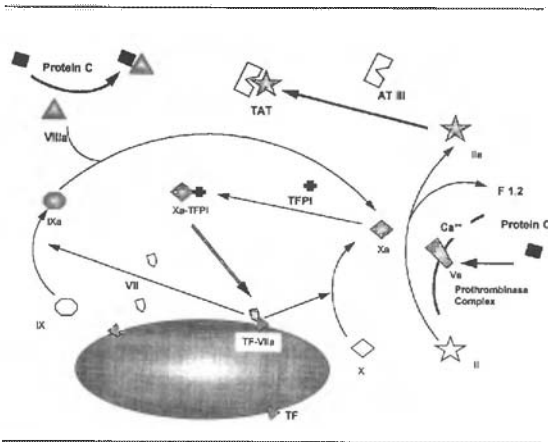 Protein C
AT III
TAT
VIIIa
IIa
F 1.2
TFPI
Xa-TFPI
IXa
Ca++
Protein C
Xa
VII
Va
Prothrombinase
Complex
IX
TF-VIIa
X
II
TF